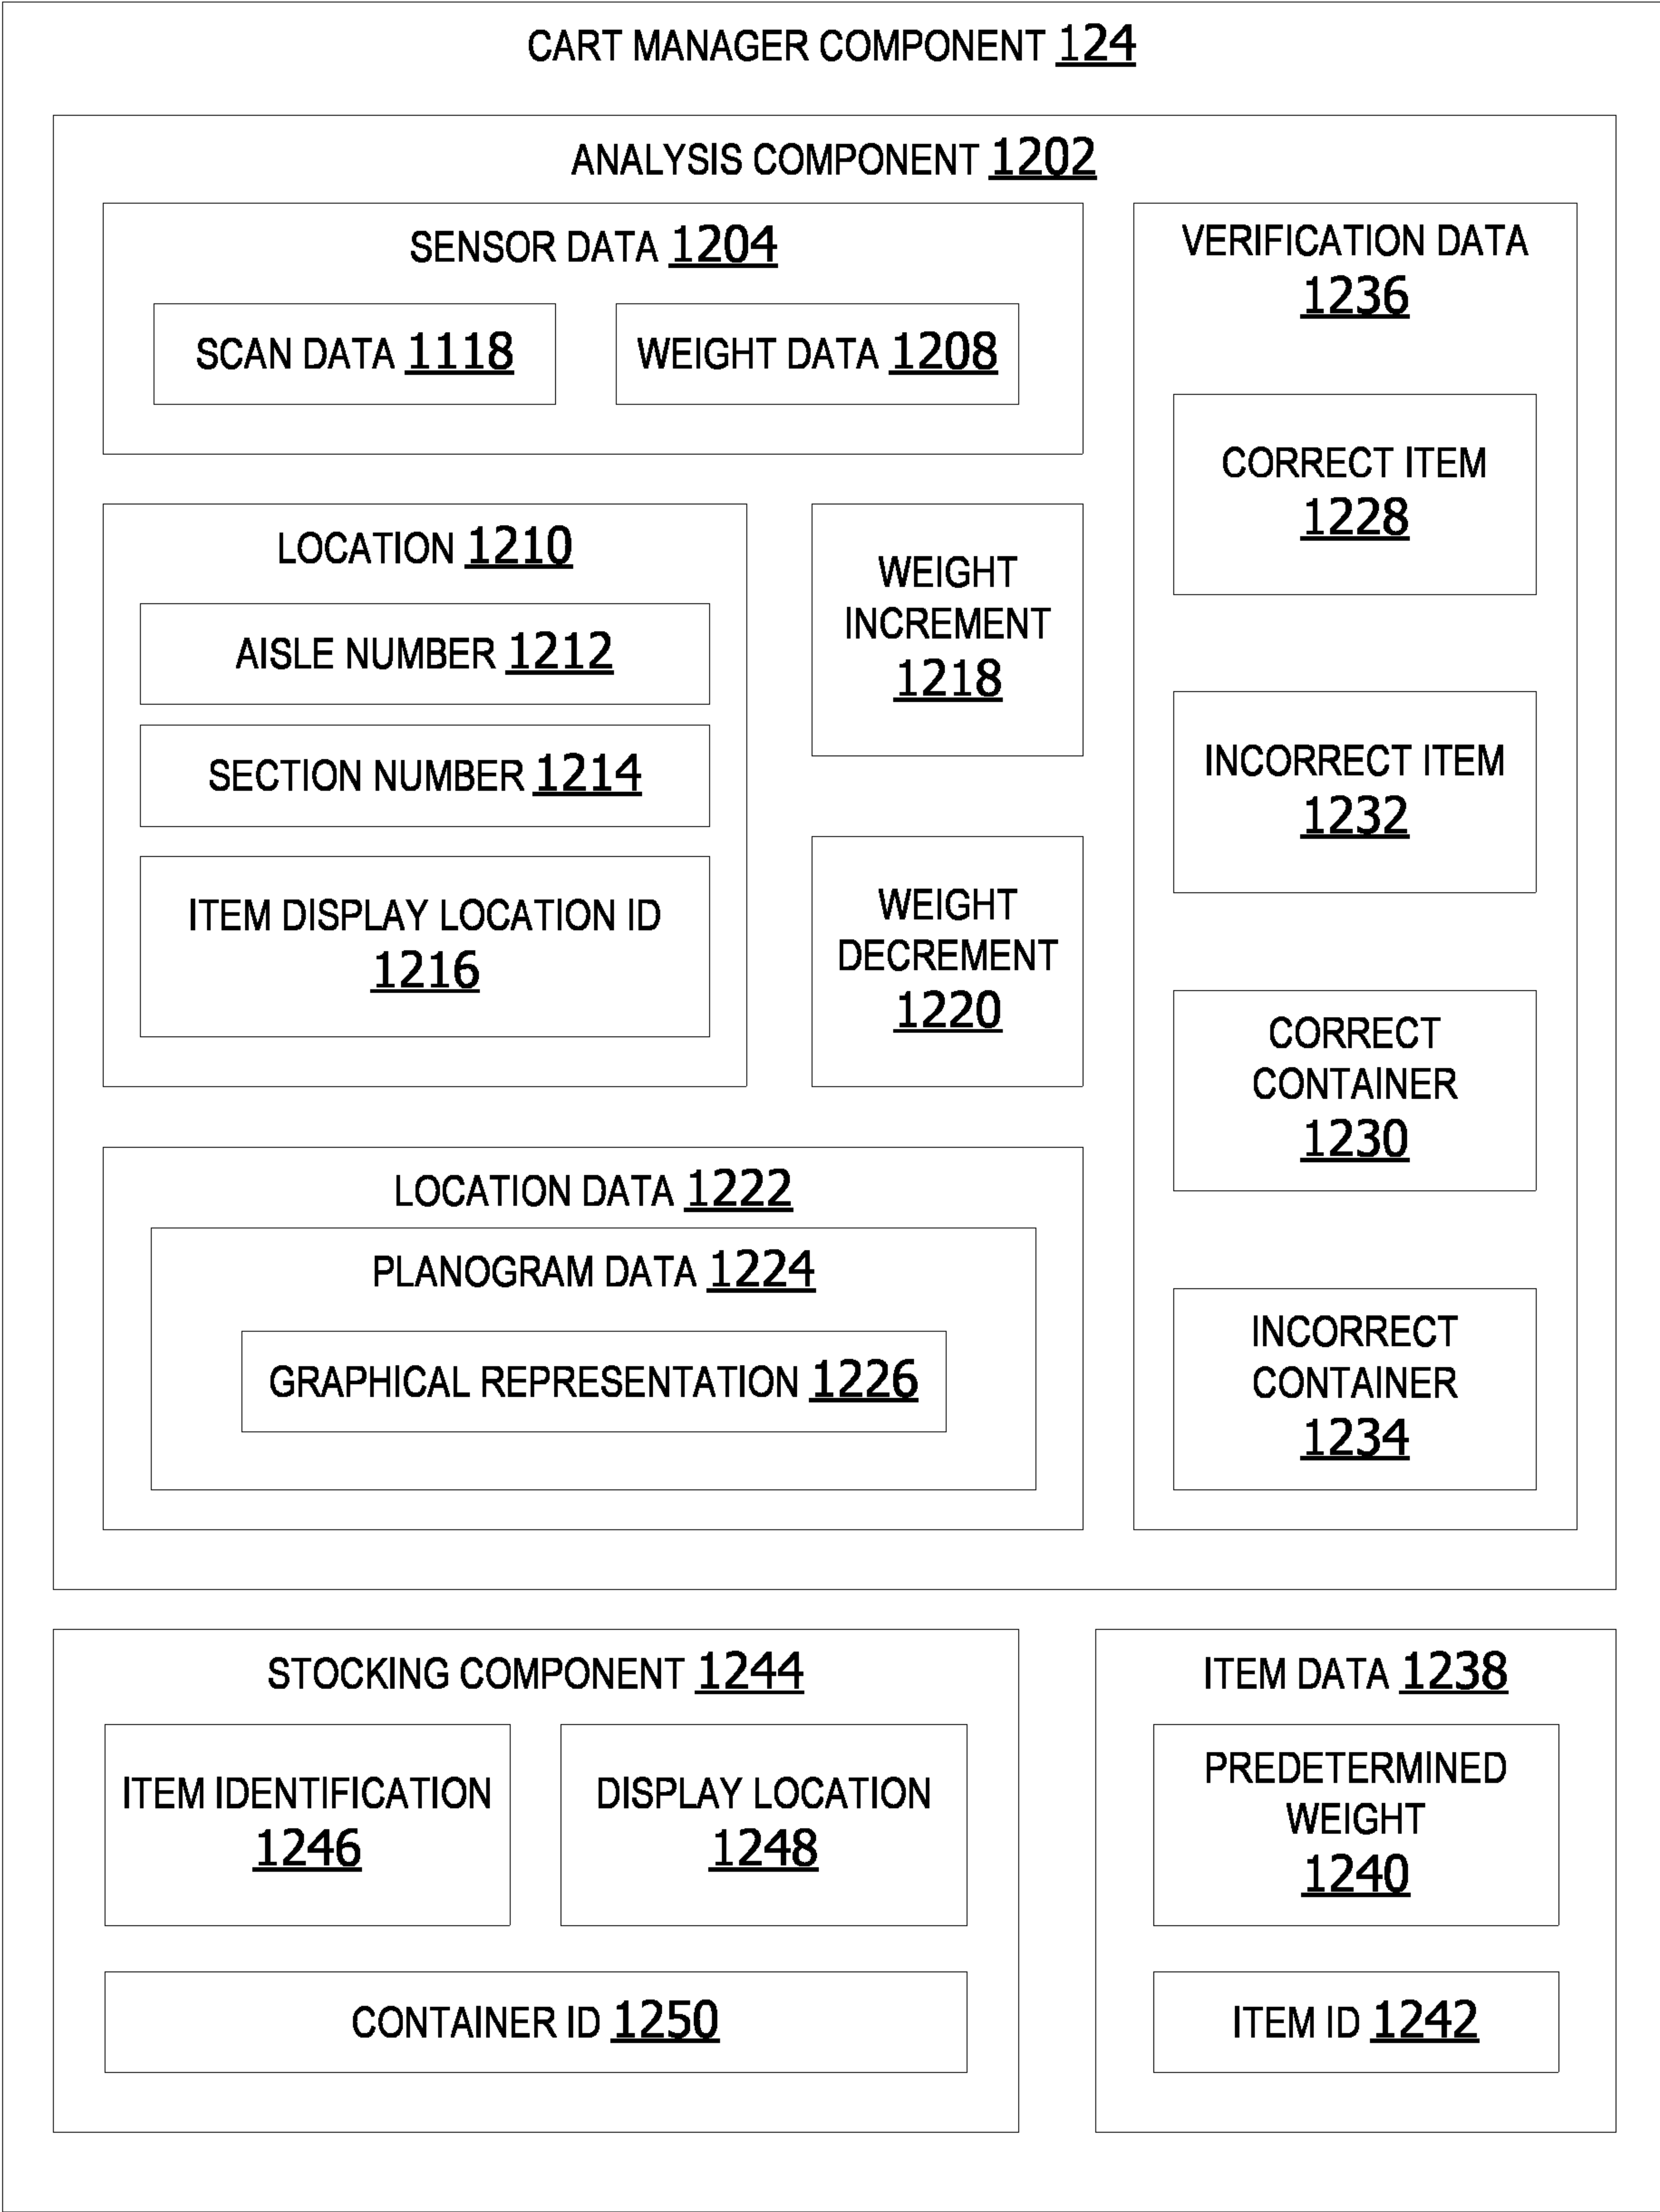 CART MANAGER COMPONENT 124
ANALYSIS COMPONENT 1202
SENSOR DATA 1204
SCAN DATA 1118
WEIGHT DATA 1208
LOCATION 1210
AISLE NUMBER 1212
SECTION NUMBER 1214
ITEM DISPLAY LOCATION ID
1216
WEIGHT
INCREMENT
1218
WEIGHT
DECREMENT
1220
LOCATION DATA 1222
PLANOGRAM DATA 1224
GRAPHICAL REPRESENTATION 1226
VERIFICATION DATA
1236
CORRECT ITEM
1228
INCORRECT ITEM
1232
CORRECT
CONTAINER
1230
INCORRECT
CONTAINER
1234
STOCKING COMPONENT 1244
ITEM IDENTIFICATION
1246
DISPLAY LOCATION
1248
CONTAINER ID 1250
ITEM DATA 1238
PREDETERMINED
WEIGHT
1240
ITEM ID 1242